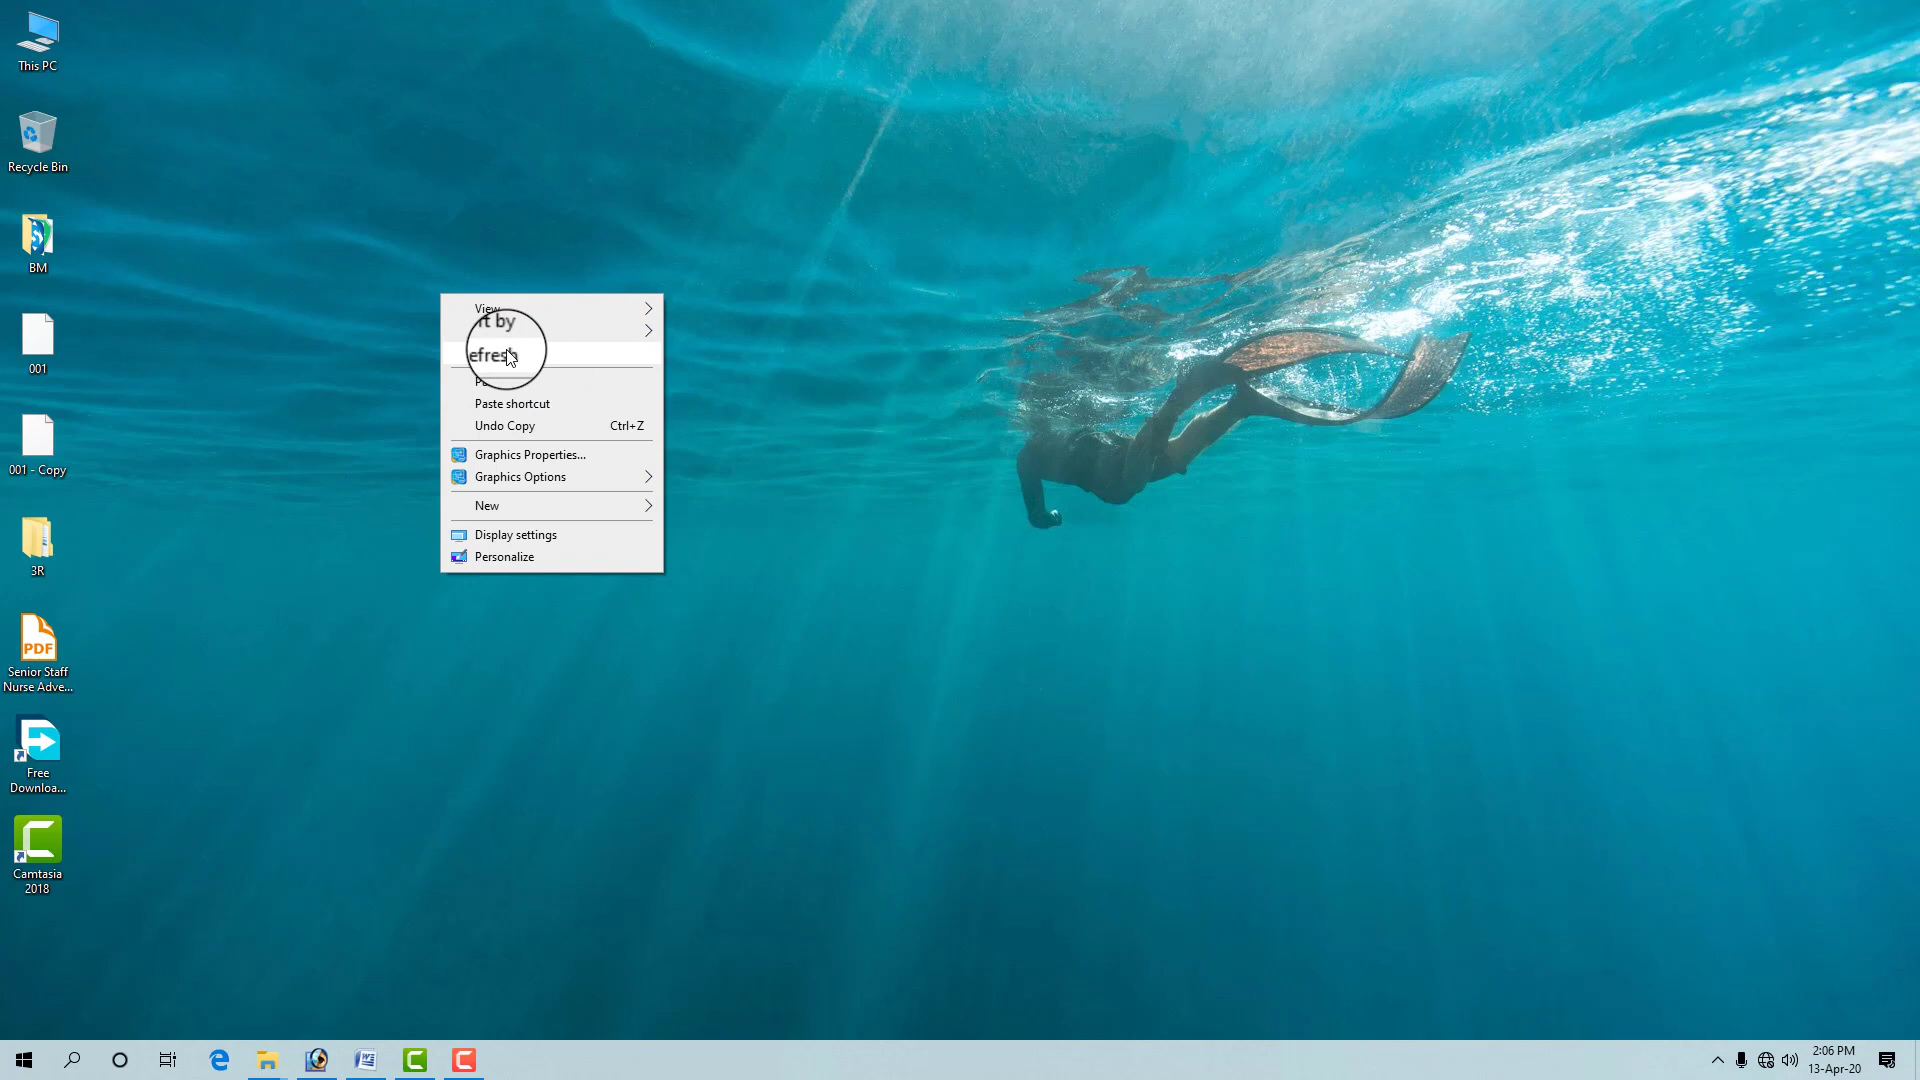 This PC
Recycle Bin
BM
001
001 - Copy
3R
PDF
Senior Staff
Nurse Adve...
Free
Downloa...
Camtasia
2018
View
rt by
efresh
Paste shortcut
Undo Copy Ctrl+Z
Graphics Properties...
Graphics Options
New
Display settings
Personalize
2:06 PM
13-Apr-20